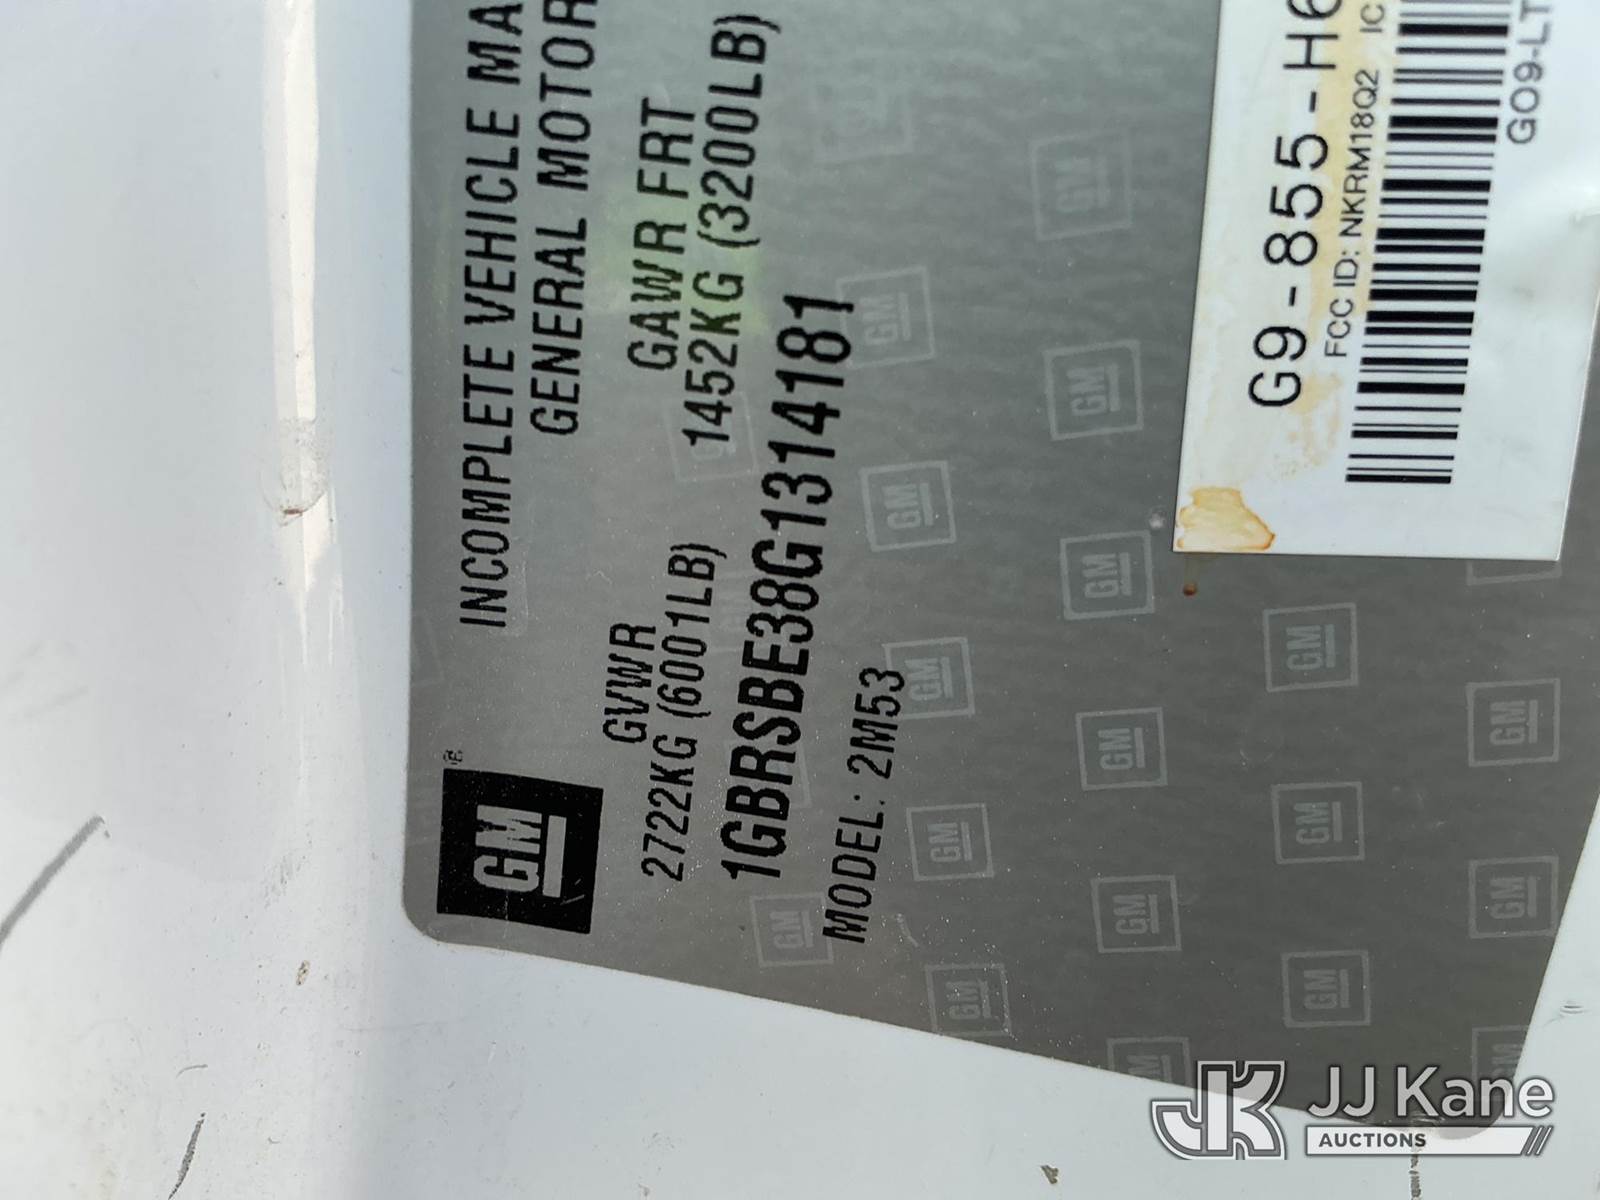 GM®
INCOMPLETE VEHICLE MA
GENERAL MOTOR
GVWR
2722KG (6001LB)
GAWR FRT
1452KG (3200LB)
1GBRSBE38G1314181
MODEL: 2M53
G9-855-H6
FCC ID: NKRM18Q2 IC
GO9-LT
JJ Kane
AUCTIONS